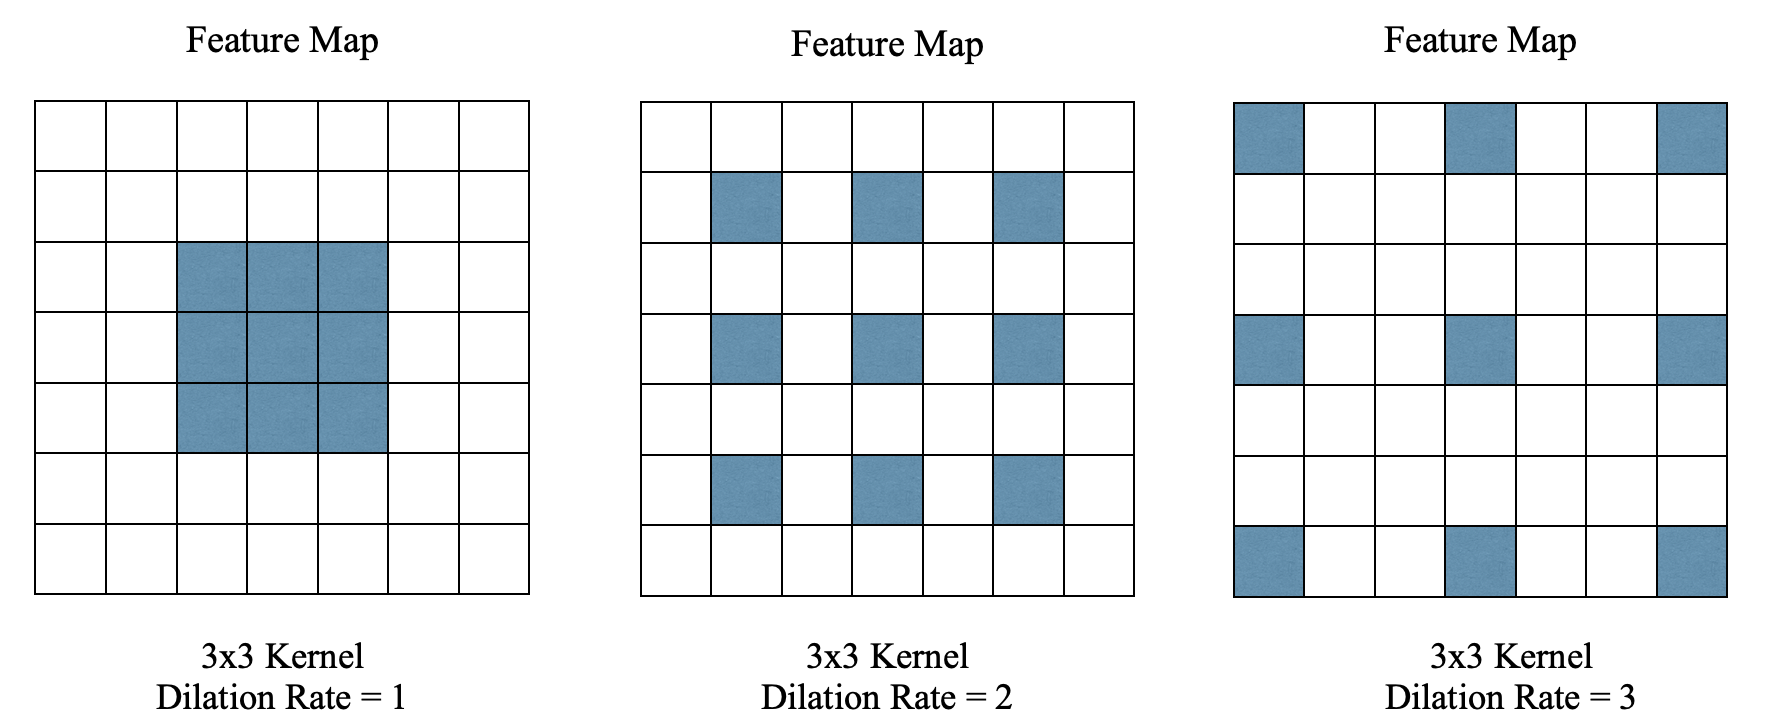 Feature Map
Feature Map
Feature Map
3x3 Kernel
Dilation Rate = 1
3x3 Kernel
Dilation Rate = 2
3x3 Kernel
Dilation Rate = 3